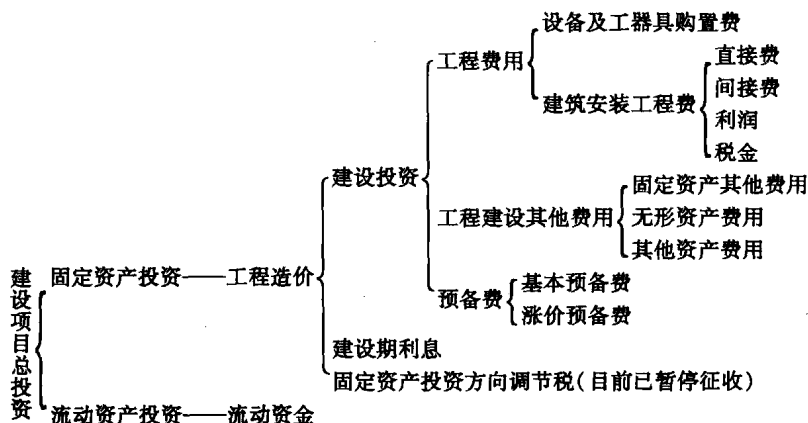 设备及工器具购置费
工程费用
直接费
建筑安装工程费
间接费
利润
税金
建设投资
固定资产其他费用
工程建设其他费用
无形资产费用
其他资产费用
建设项目总投资
固定资产投资——工程造价
基本预备费
预备费
涨价预备费
建设期利息
固定资产投资方向调节税(目前已暂停征收)
流动资产投资——流动资金